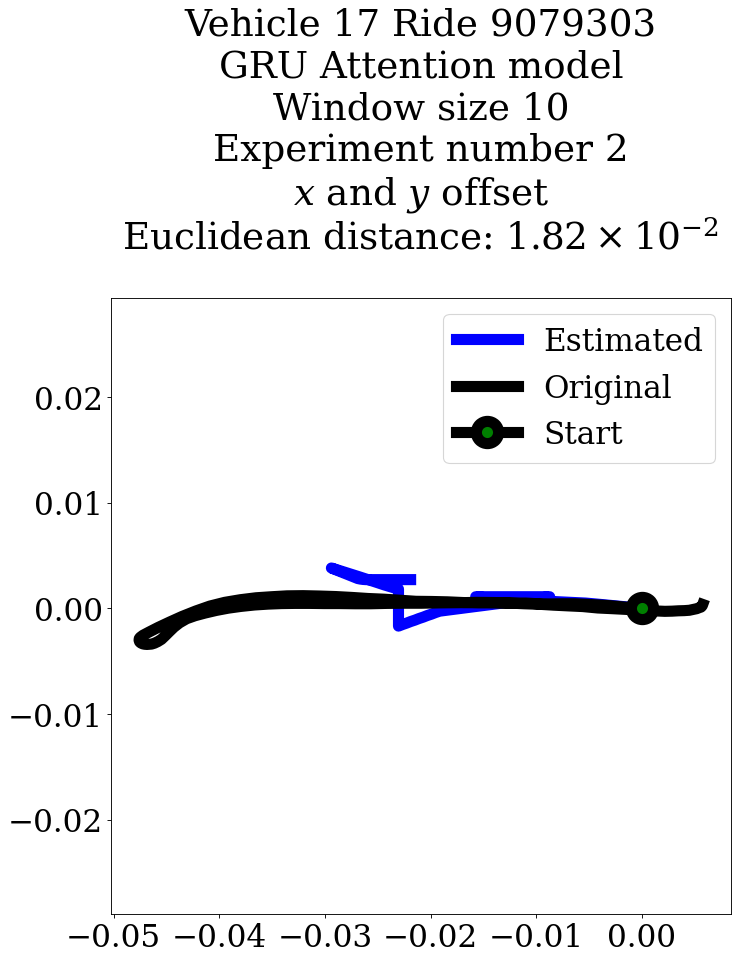 Vehicle 17 Ride 9079303
GRU Attention model
Window size 10
Experiment number 2
x and y offset
Euclidean distance: 1.82 × 10⁻²
Estimated
Original
Start
0.02
0.01
0.00
−0.01
−0.02
−0.05 −0.04 −0.03 −0.02 −0.01 0.00